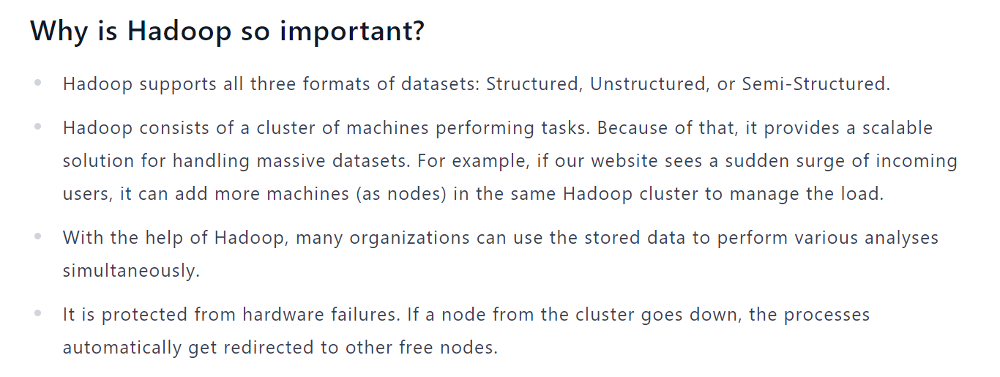 Why is Hadoop so important?
Hadoop supports all three formats of datasets: Structured, Unstructured, or Semi-Structured.
Hadoop consists of a cluster of machines performing tasks. Because of that, it provides a scalable
solution for handling massive datasets. For example, if our website sees a sudden surge of incoming
users, it can add more machines (as nodes) in the same Hadoop cluster to manage the load.
With the help of Hadoop, many organizations can use the stored data to perform various analyses
simultaneously.
It is protected from hardware failures. If a node from the cluster goes down, the processes
automatically get redirected to other free nodes.